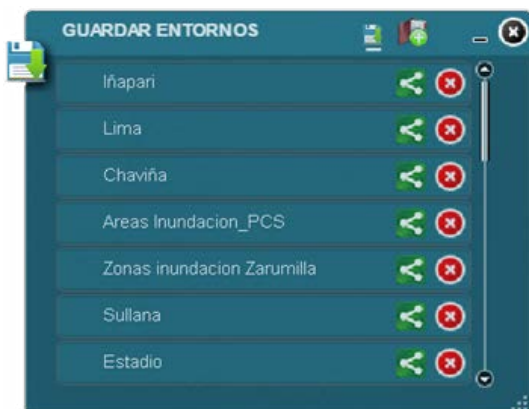 GUARDAR ENTORNOS
Iñapari
Lima
Chaviña
Areas Inundacion_PCS
Zonas inundacion Zarumilla
Sullana
Estadio